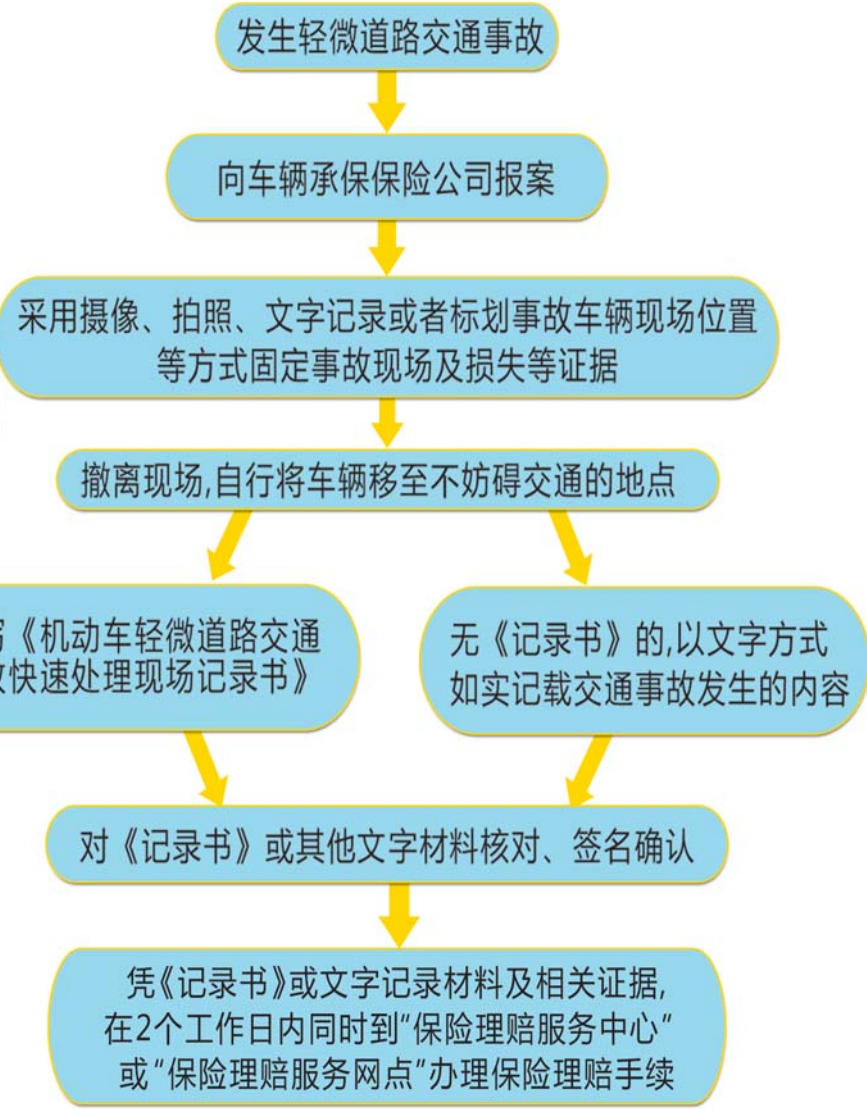 发生轻微道路交通事故
向车辆承保保险公司报案
采用摄像、拍照、文字记录或者标划事故车辆现场位置
等方式固定事故现场及损失等证据
撤离现场,自行将车辆移至不妨碍交通的地点
《机动车轻微道路交通
快速处理现场记录书》
无《记录书》的,以文字方式
如实记载交通事故发生的内容
对《记录书》或其他文字材料核对、签名确认
凭《记录书》或文字记录材料及相关证据,
在2个工作日内同时到“保险理赔服务中心”
或“保险理赔服务网点”办理保险理赔手续